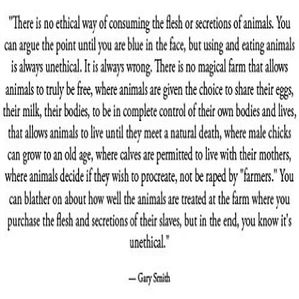 "There is no ethical way of consuming the flesh or secretions of animals. You
can argue the point until you are blue in the face, but using and eating animals
is always unethical. It is always wrong. There is no magical farm that allows
animals to truly be free, where animals are given the choice to share their eggs,
their milk, their bodies, to be in complete control of their own bodies and lives,
that allows animals to live until they meet a natural death, where male chicks
can grow to an old age, where calves are permitted to live with their mothers,
where animals decide if they wish to procreate, not be raped by "farmers." You
can blather on about how well the animals are treated at the farm where you
purchase the flesh and secretions of their slaves, but in the end, you know it's
unethical."
— Gary Smith